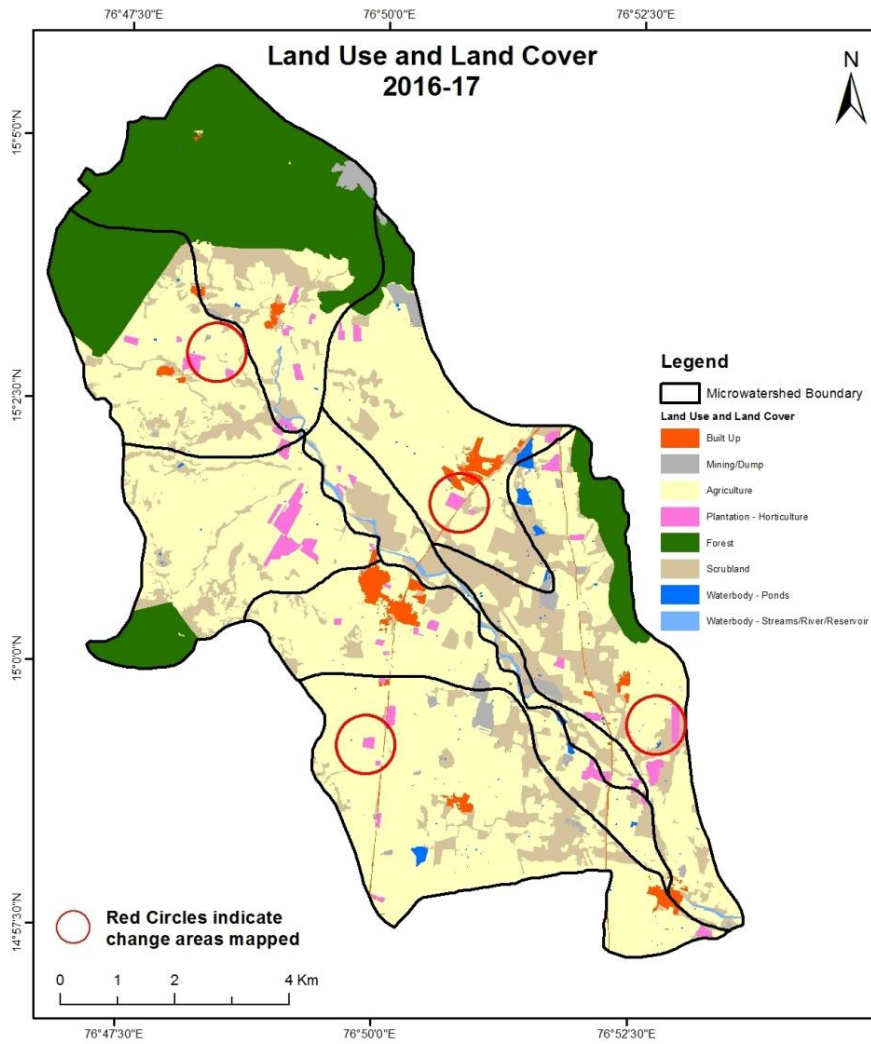 76°47'30"E 76°50'0"E 76°52'30"E
Land Use and Land Cover
2016-17
N
15°5'0"N
15°2'30"N
15°0'0"N
14°57'30"N
Legend
Microwatershed Boundary
Land Use and Land Cover
Built Up
Mining/Dump
Agriculture
Plantation - Horticulture
Forest
Scrubland
Waterbody - Ponds
Waterbody - Streams/River/Reservoir
Red Circles indicate
change areas mapped
0 1 2 4 Km
76°47'30"E 76°50'0"E 76°52'30"E